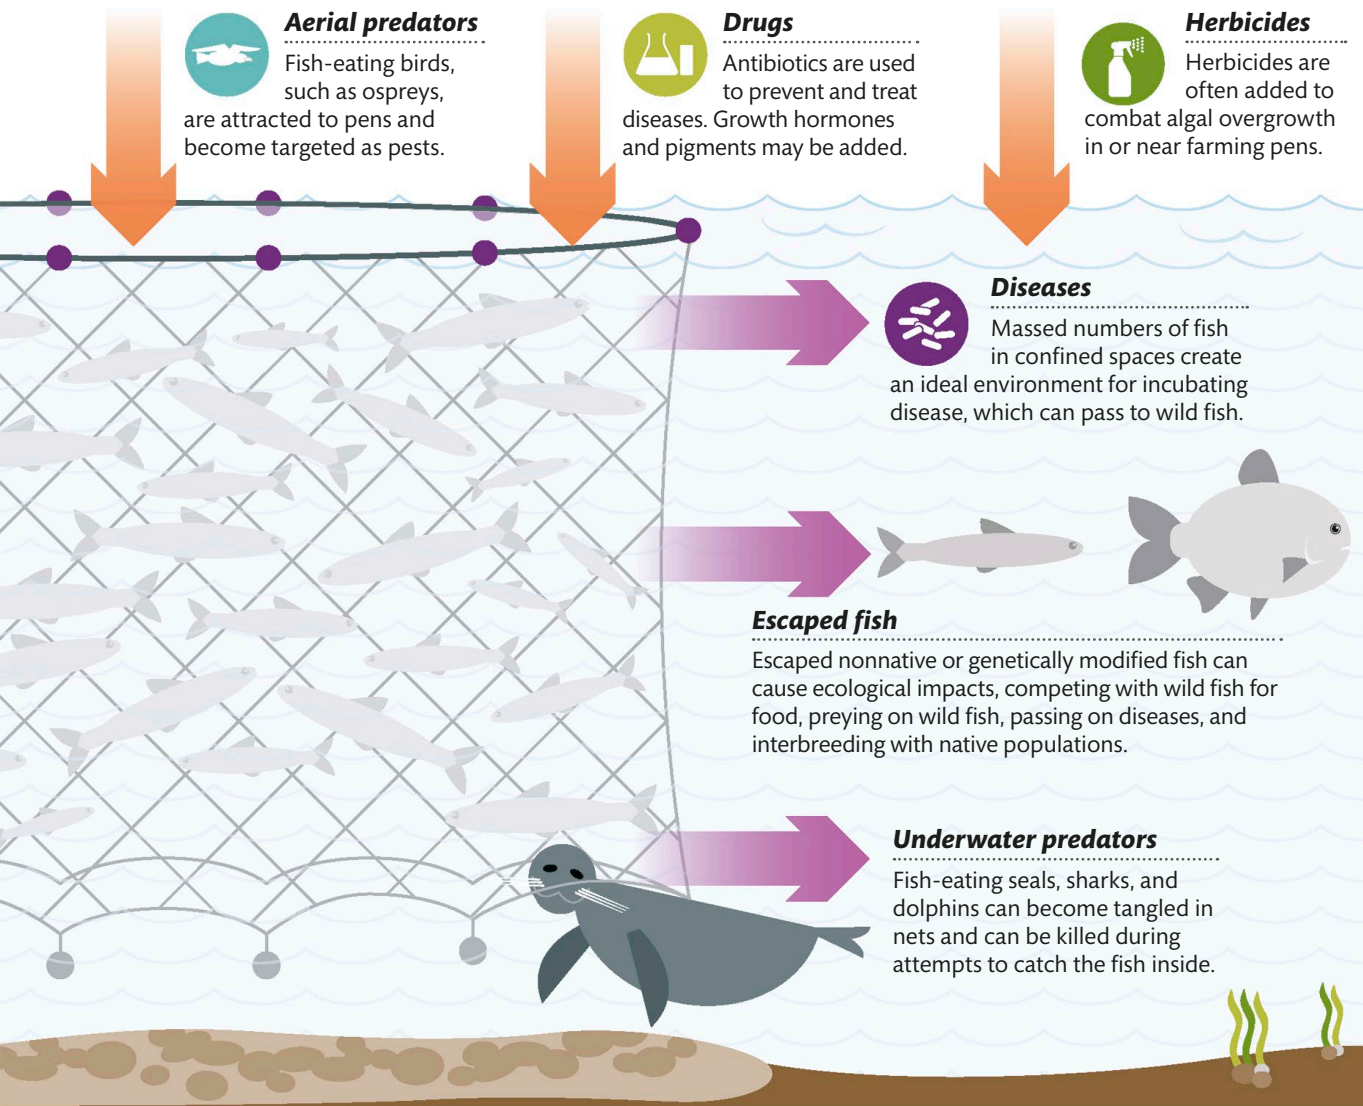 Aerial predators
Fish-eating birds,
such as ospreys,
are attracted to pens and
become targeted as pests.
Drugs
Antibiotics are used
to prevent and treat
diseases. Growth hormones
and pigments may be added.
Herbicides
Herbicides are
often added to
combat algal overgrowth
in or near farming pens.
Diseases
Massed numbers of fish
in confined spaces create
an ideal environment for incubating
disease, which can pass to wild fish.
Escaped fish
Escaped nonnative or genetically modified fish can
cause ecological impacts, competing with wild fish for
food, preying on wild fish, passing on diseases, and
interbreeding with native populations.
Underwater predators
Fish-eating seals, sharks, and
dolphins can become tangled in
nets and can be killed during
attempts to catch the fish inside.